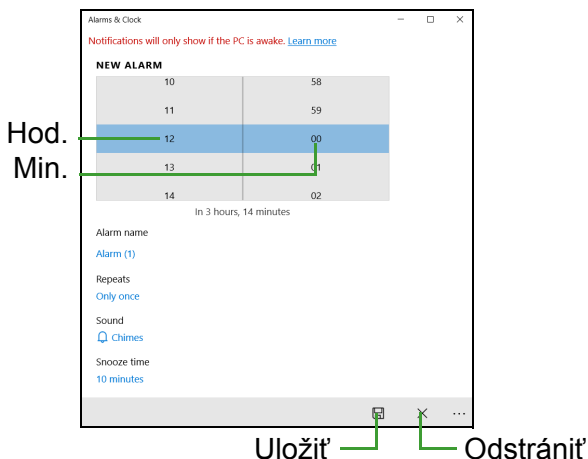 Alarms & Clock
Notifications will only show if the PC is awake. Learn more
NEW ALARM
10 58
11 59
Hod. 12 00
Min. 13 01
14 02
In 3 hours, 14 minutes
Alarm name
Alarm (1)
Repeats
Only once
Sound
Chimes
Snooze time
10 minutes
...
Uložiť Odstrániť